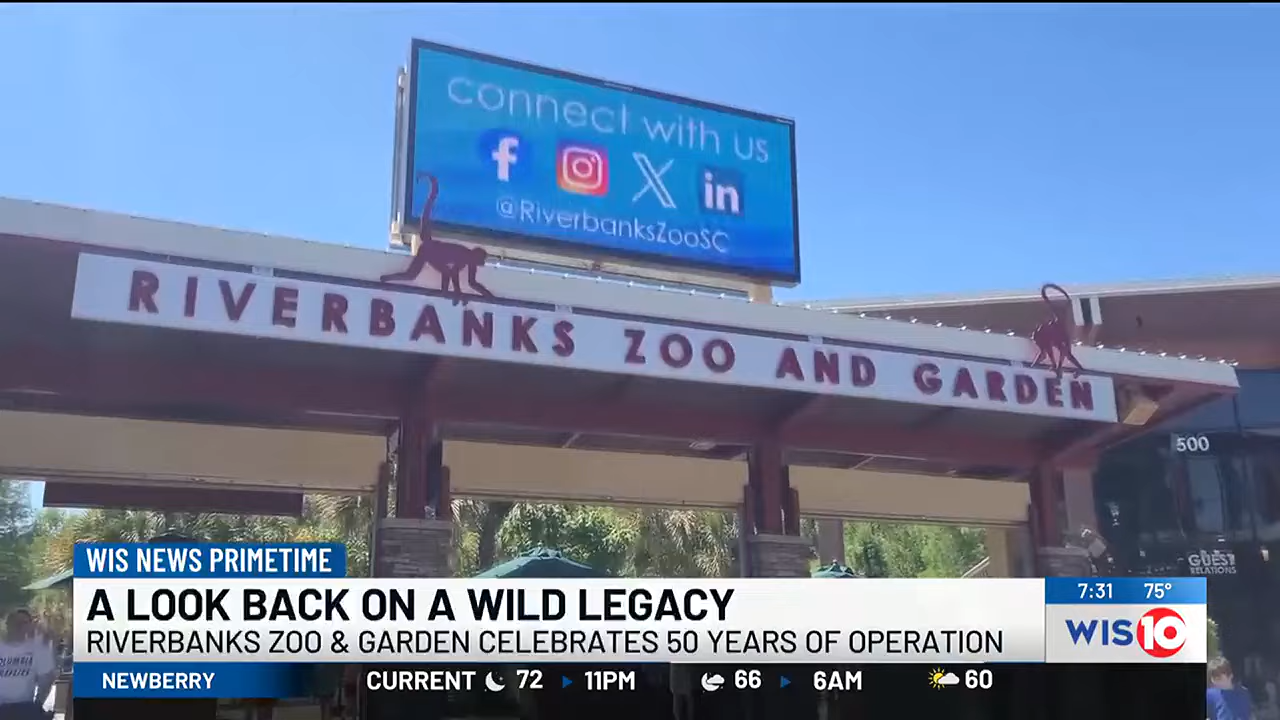 connect with us
f
in
@RiverbanksZooSC
RIVERBANKS ZOO AND GARDEN
500
GUEST
RELATIONS
WIS NEWS PRIMETIME
A LOOK BACK ON A WILD LEGACY
RIVERBANKS ZOO & GARDEN CELEBRATES 50 YEARS OF OPERATION
7:31 75°
WIS10
NEWBERRY
CURRENT 72 11PM 66 6AM 60